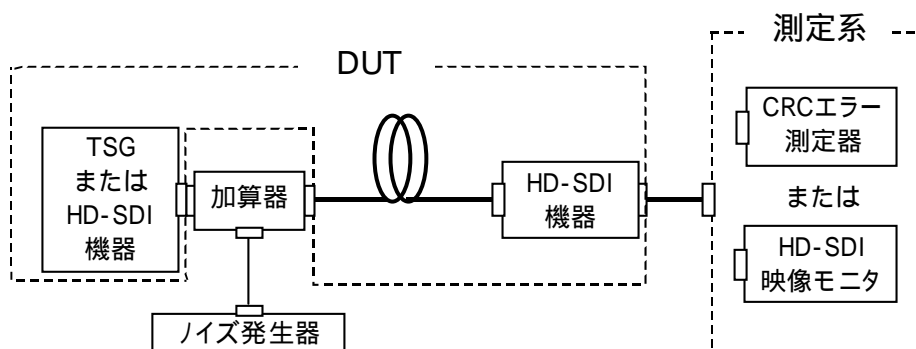 測定系
DUT
TSG
または
HD-SDI
機器
加算器
HD-SDI
機器
CRCエラー
測定器
または
HD-SDI
映像モニタ
ノイズ発生器